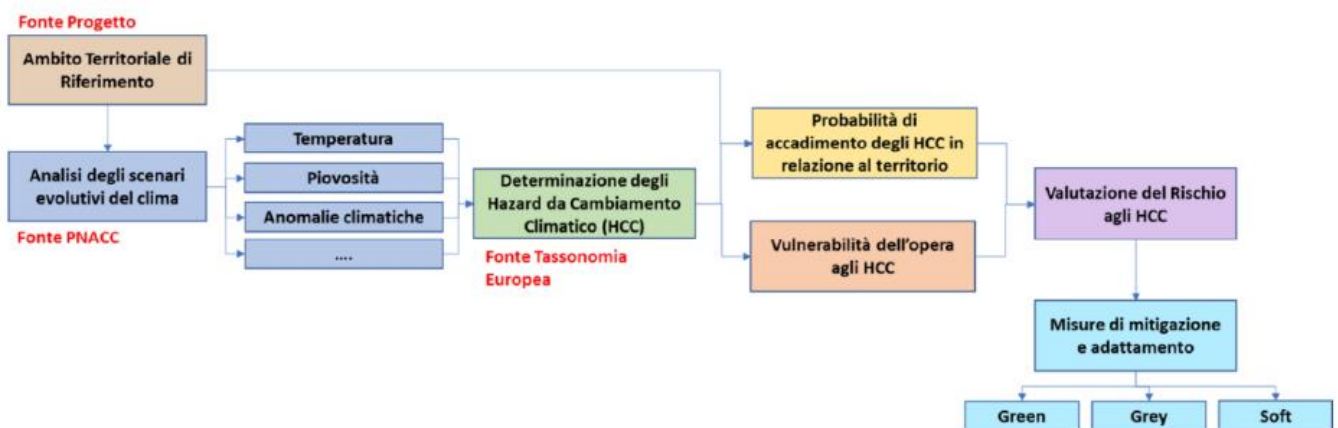 Fonte Progetto
Ambito Territoriale di
Riferimento
Analisi degli scenari
evolutivi del clima
Fonte PNACC
Temperatura
Piovosità
Anomalie climatiche
....
Determinazione degli
Hazard da Cambiamento
Climatico (HCC)
Fonte Tassonomia
Europea
Probabilità di
accadimento degli HCC in
relazione al territorio
Vulnerabilità dell'opera
agli HCC
Valutazione del Rischio
agli HCC
Misure di mitigazione
e adattamento
Green
Grey
Soft